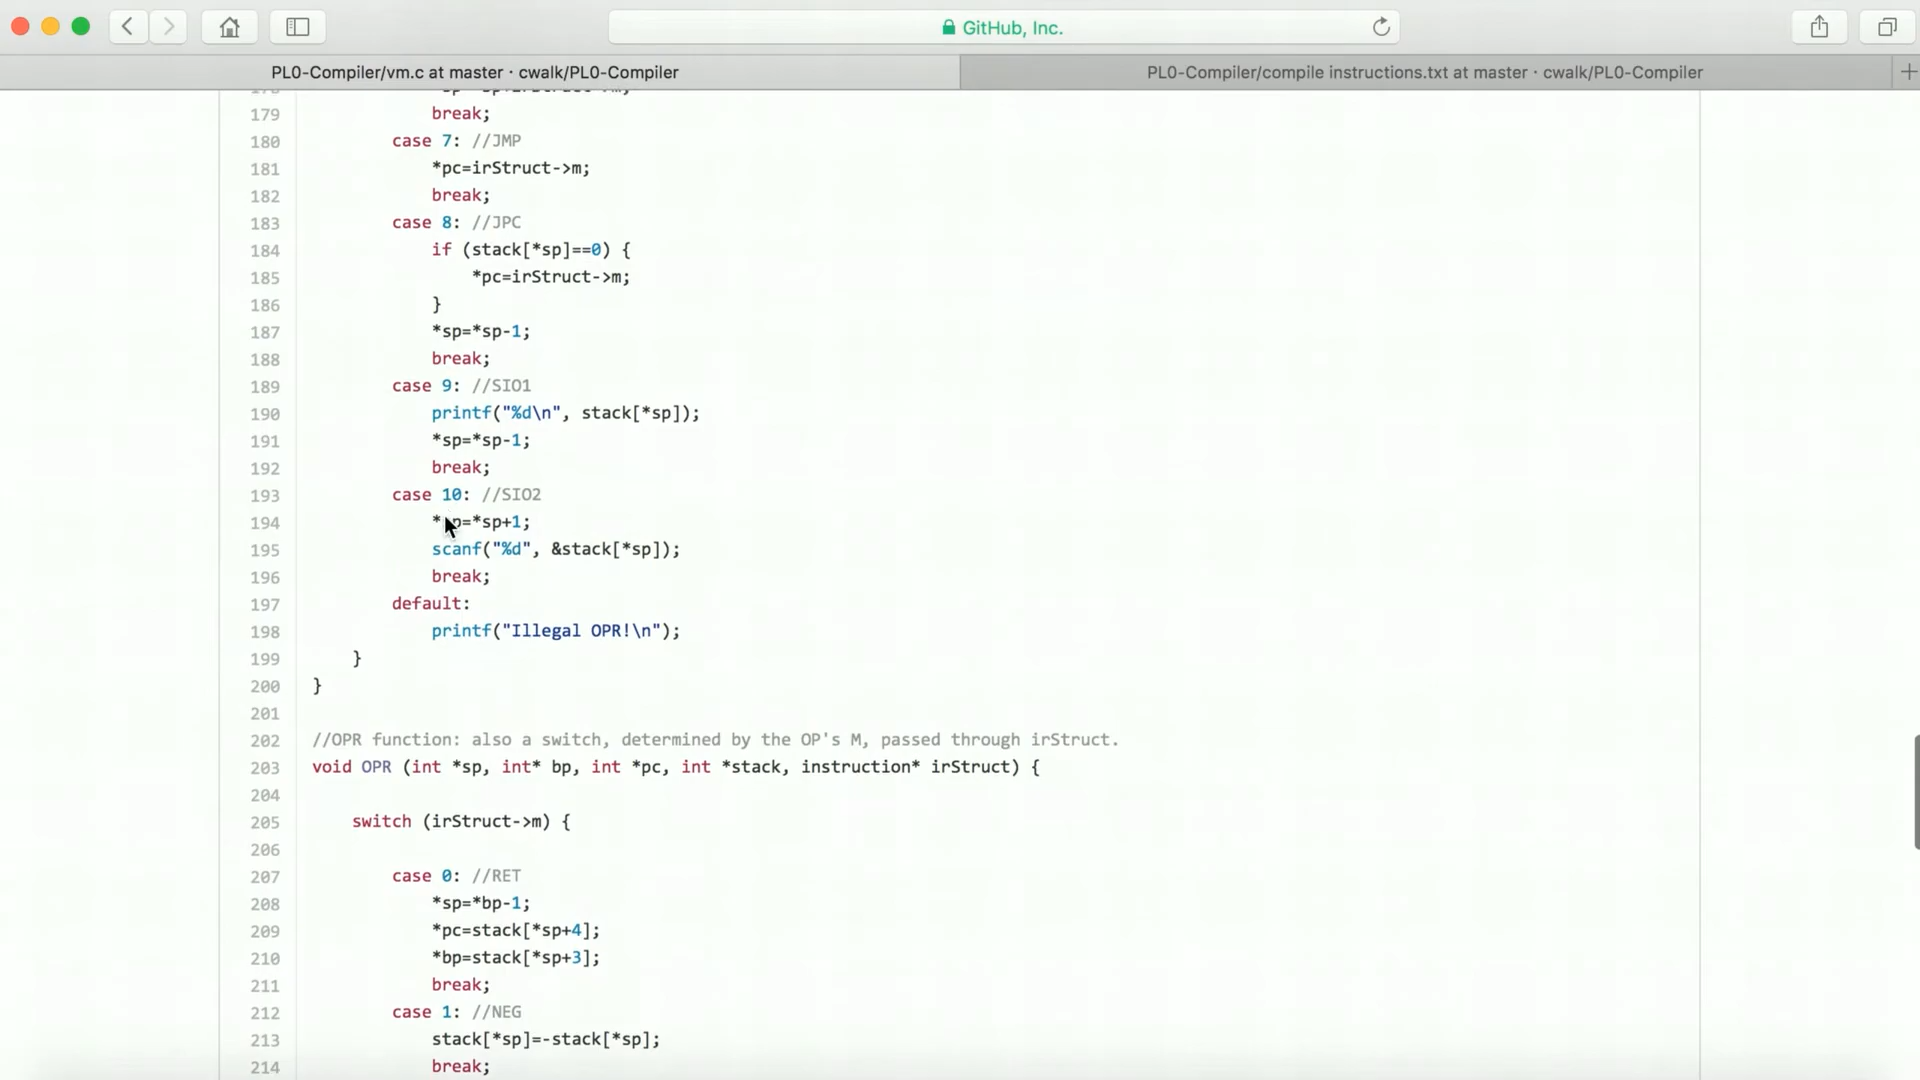 GitHub, Inc.
PL0-Compiler/vm.c at master · cwalk/PL0-Compiler
PL0-Compiler/compile instructions.txt at master · cwalk/PL0-Compiler
179 break;
180 case 7: //JMP
181 *pc=irStruct->m;
182 break;
183 case 8: //JPC
184 if (stack[*sp]==0) {
185 *pc=irStruct->m;
186 }
187 *sp=*sp-1;
188 break;
189 case 9: //SIO1
190 printf("%d\n", stack[*sp]);
191 *sp=*sp-1;
192 break;
193 case 10: //SIO2
194 *sp=*sp+1;
195 scanf("%d", &stack[*sp]);
196 break;
197 default:
198 printf("Illegal OPR!\n");
199 }
200 }
201
202 //OPR function: also a switch, determined by the OP's M, passed through irStruct.
203 void OPR (int *sp, int* bp, int *pc, int *stack, instruction* irStruct) {
204
205 switch (irStruct->m) {
206
207 case 0: //RET
208 *sp=*bp-1;
209 *pc=stack[*sp+4];
210 *bp=stack[*sp+3];
211 break;
212 case 1: //NEG
213 stack[*sp]=-stack[*sp];
214 break;